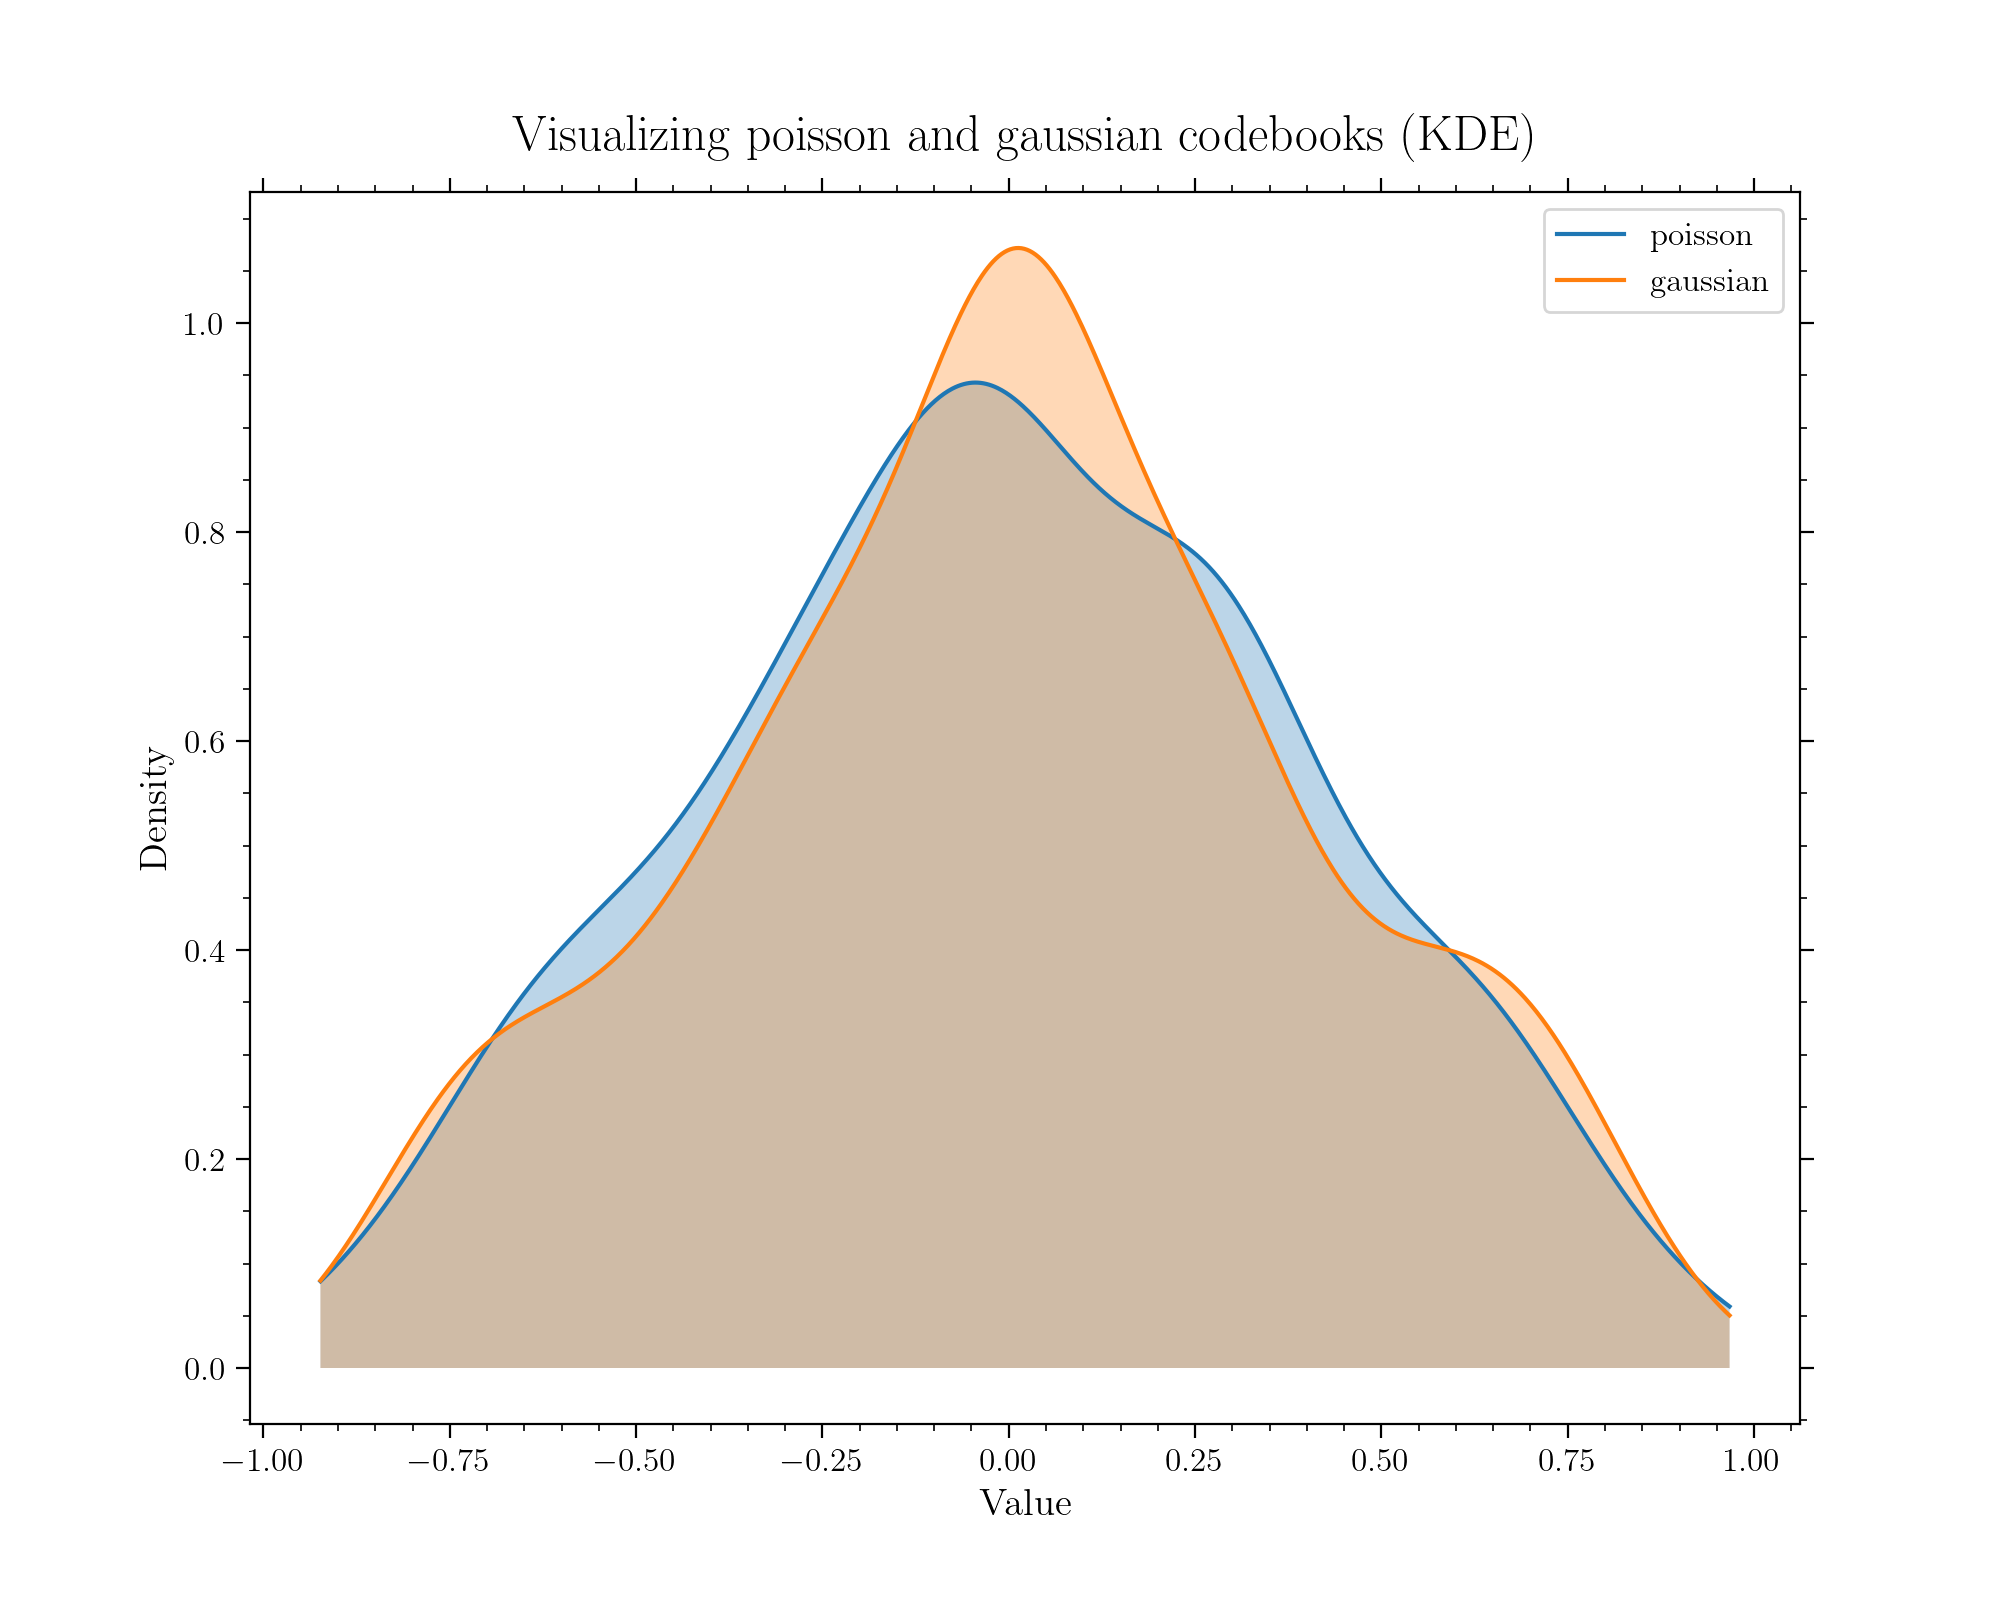 Visualizing poisson and gaussian codebooks (KDE)
poisson
gaussian
1.0
0.8
0.6
0.4
0.2
0.0
Density
−1.00 −0.75 −0.50 −0.25 0.00 0.25 0.50 0.75 1.00
Value